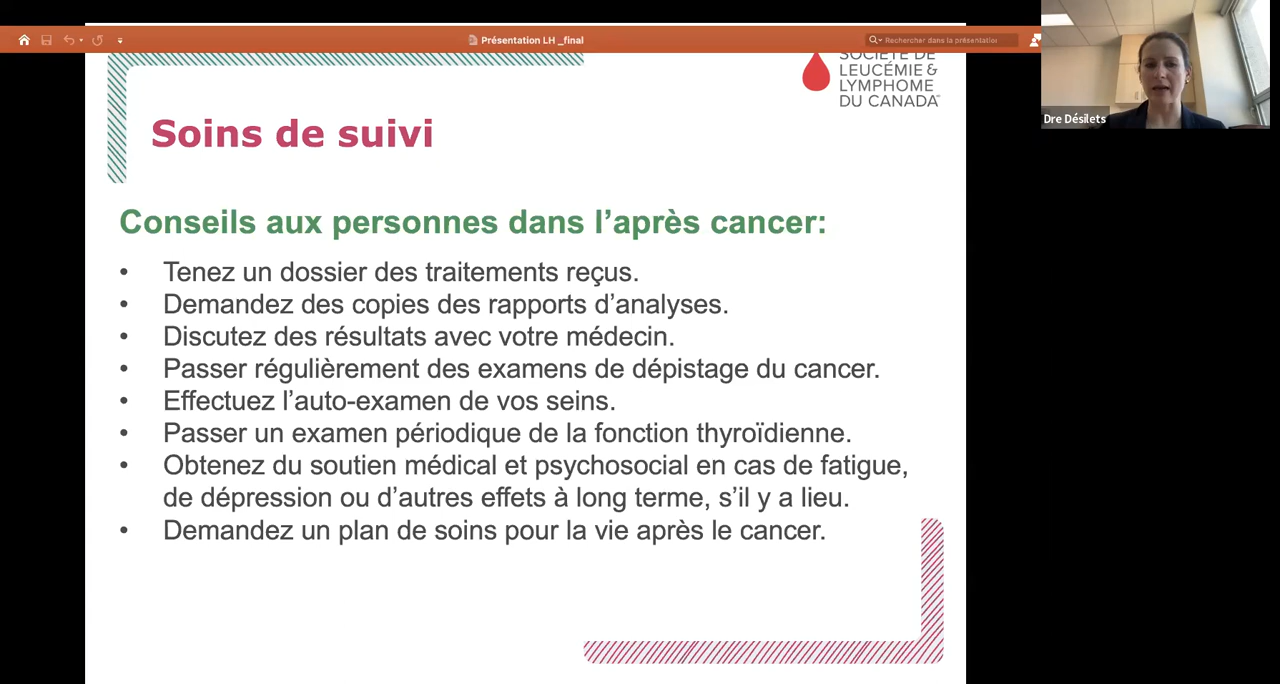 Présentation LH _final
Rechercher dans la présentation
SOCIÉTÉ DE
LEUCÉMIE &
LYMPHOME
DU CANADA
Dre Désilets
Soins de suivi
Conseils aux personnes dans l’après cancer:
• Tenez un dossier des traitements reçus.
• Demandez des copies des rapports d’analyses.
• Discutez des résultats avec votre médecin.
• Passer régulièrement des examens de dépistage du cancer.
• Effectuez l’auto-examen de vos seins.
• Passer un examen périodique de la fonction thyroïdienne.
• Obtenez du soutien médical et psychosocial en cas de fatigue,
de dépression ou d’autres effets à long terme, s’il y a lieu.
• Demandez un plan de soins pour la vie après le cancer.